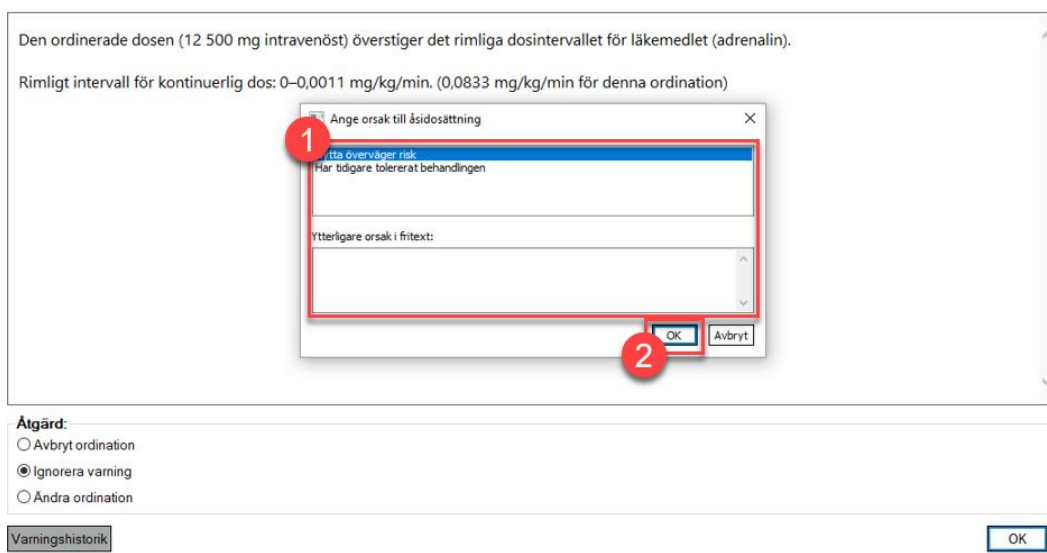 Den ordinerade dosen (12 500 mg intravenöst) överstiger det rimliga dosintervallet för läkemedlet (adrenalin).
Rimligt intervall för kontinuerlig dos: 0–0,0011 mg/kg/min. (0,0833 mg/kg/min för denna ordination)
Ange orsak till åsidosättning
1
överväger risk
Har tidigare tolererat behandlingen
Ytterligare orsak i fritext:
OK Avbryt
2
Åtgärd:
Avbryt ordination
Ignorera varning
Ändra ordination
Varningshistorik
OK